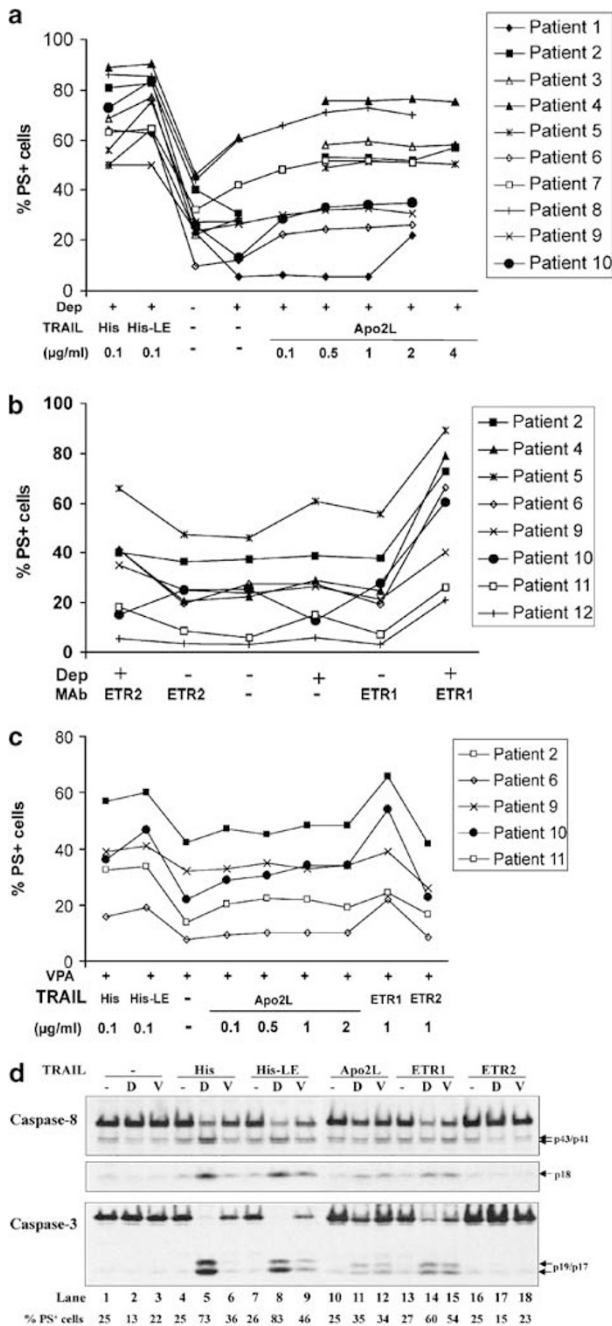 a
% PS+ cells
100
80
60
40
20
0
Patient 1
Patient 2
Patient 3
Patient 4
Patient 5
Patient 6
Patient 7
Patient 8
Patient 9
Patient 10
Dep + + - + + + + + +
TRAIL His His-LE - - Apo2L
(µg/ml) 0.1 0.1 - - 0.1 0.5 1 2 4
b
% PS+ cells
100
80
60
40
20
0
Patient 2
Patient 4
Patient 5
Patient 6
Patient 9
Patient 10
Patient 11
Patient 12
Dep + - - + - +
MAb ETR2 ETR2 - - ETR1 ETR1
c
% PS+ cells
80
60
40
20
0
Patient 2
Patient 6
Patient 9
Patient 10
Patient 11
VPA + + + + + + + + +
TRAIL His His-LE - Apo2L ETR1 ETR2
(µg/ml) 0.1 0.1 - 0.1 0.5 1 2 1 1
d
TRAIL - His His-LE Apo2L ETR1 ETR2
- D V - D V - D V - D V - D V - D V
Caspase-8
p43/p41
p18
Caspase-3
p19/p17
Lane 1 2 3 4 5 6 7 8 9 10 11 12 13 14 15 16 17 18
% PS+ cells 25 13 22 25 73 36 26 83 46 25 35 34 27 60 54 25 15 23